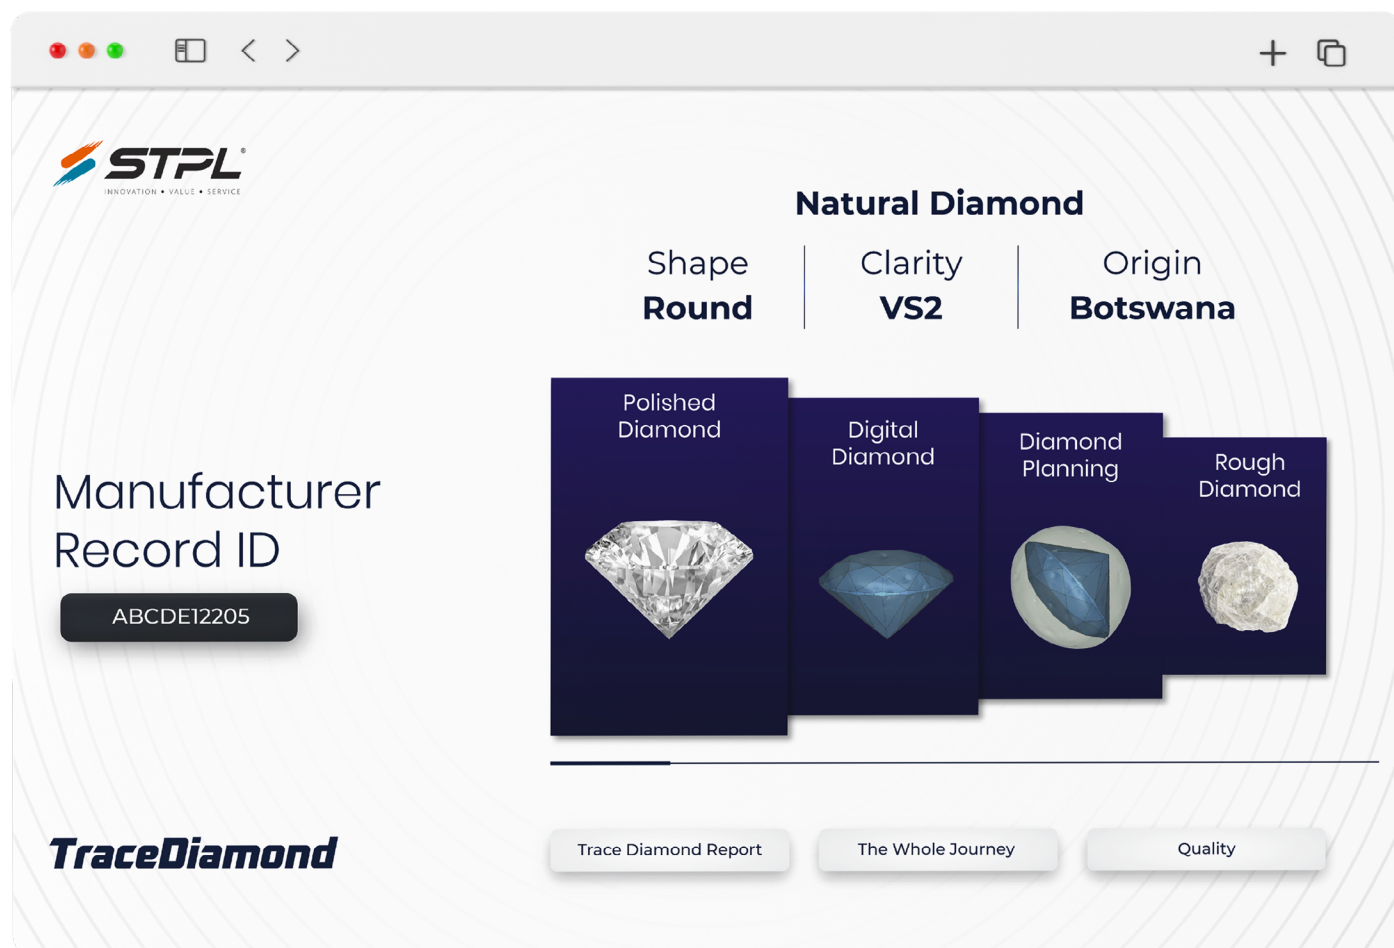 STPL®
INNOVATION • VALUE • SERVICE
Natural Diamond
Shape
Round
Clarity
VS2
Origin
Botswana
Polished
Diamond
Digital
Diamond
Diamond
Planning
Rough
Diamond
Manufacturer
Record ID
ABCDE12205
TraceDiamond
Trace Diamond Report
The Whole Journey
Quality